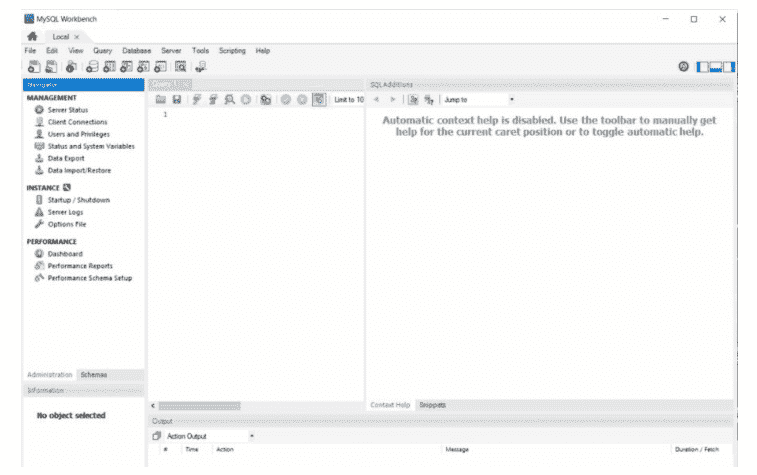 MySQL Workbench
Local ×
File Edit View Query Database Server Tools Scripting Help
Navigator
MANAGEMENT
Server Status
Client Connections
Users and Privileges
Status and System Variables
Data Export
Data Import/Restore
INSTANCE
Startup / Shutdown
Server Logs
Options File
PERFORMANCE
Dashboard
Performance Reports
Performance Schema Setup
Administration Schemas
Information
No object selected
Limit to 10
1
SQL Additions
Jump to
Automatic context help is disabled. Use the toolbar to manually get
help for the current caret position or to toggle automatic help.
Context Help Snippets
Output
Action Output
# Time Action Message Duration / Fetch